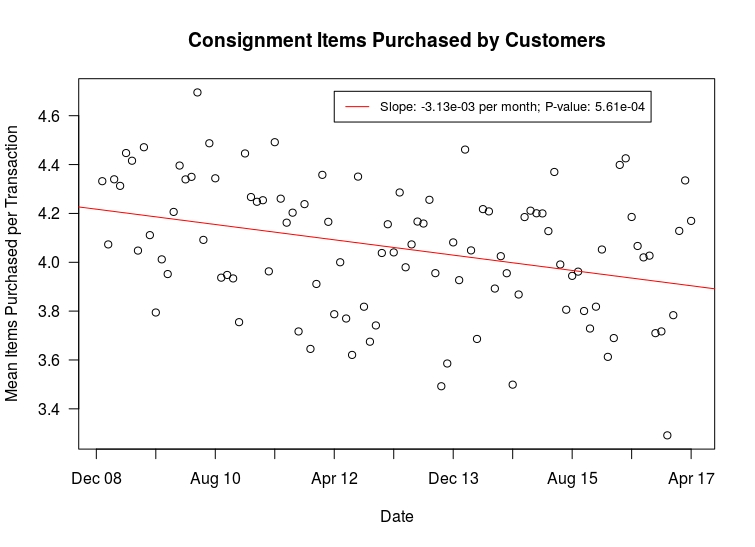 Consignment Items Purchased by Customers
Slope: -3.13e-03 per month; P-value: 5.61e-04
Mean Items Purchased per Transaction
4.6
4.4
4.2
4.0
3.8
3.6
3.4
Dec 08 Aug 10 Apr 12 Dec 13 Aug 15 Apr 17
Date